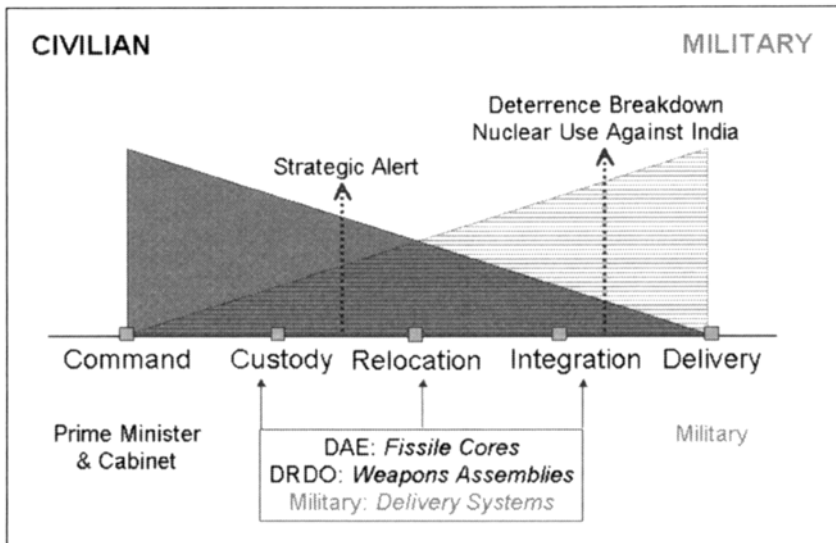 CIVILIAN
MILITARY
Deterrence Breakdown
Nuclear Use Against India
Strategic Alert
Command
Custody
Relocation
Integration
Delivery
Prime Minister
& Cabinet
DAE: Fissile Cores
DRDO: Weapons Assemblies
Military: Delivery Systems
Military